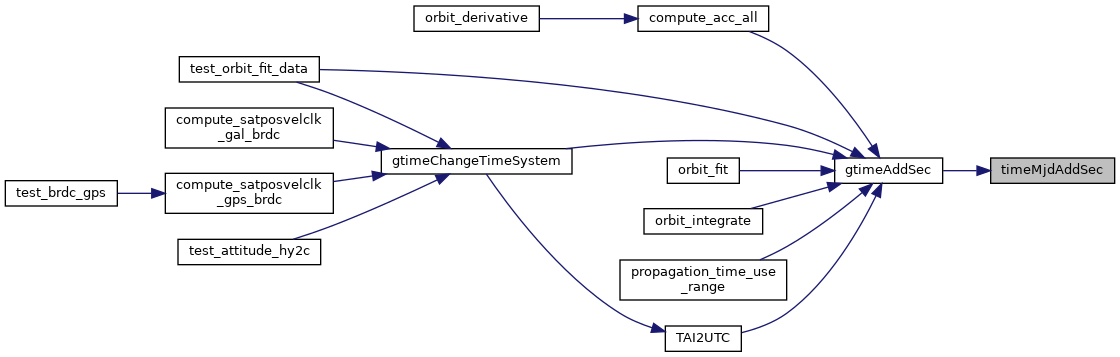 orbit_derivative
compute_acc_all
test_orbit_fit_data
compute_satposvelclk
_gal_brdc
gtimeChangeTimeSystem
orbit_fit
gtimeAddSec
timeMjdAddSec
test_brdc_gps
compute_satposvelclk
_gps_brdc
orbit_integrate
test_attitude_hy2c
propagation_time_use
_range
TAI2UTC